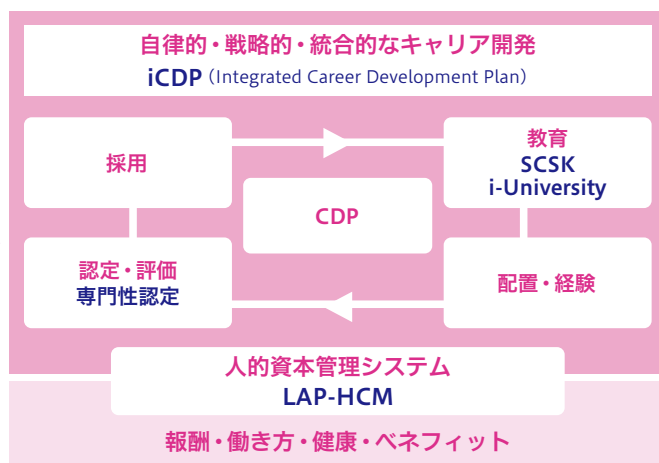 自律的・戦略的・統合的なキャリア開発
iCDP（Integrated Career Development Plan）
採用
教育
SCSK
i-University
CDP
認定・評価
専門性認定
配置・経験
人的資本管理システム
LAP-HCM
報酬・働き方・健康・ベネフィット